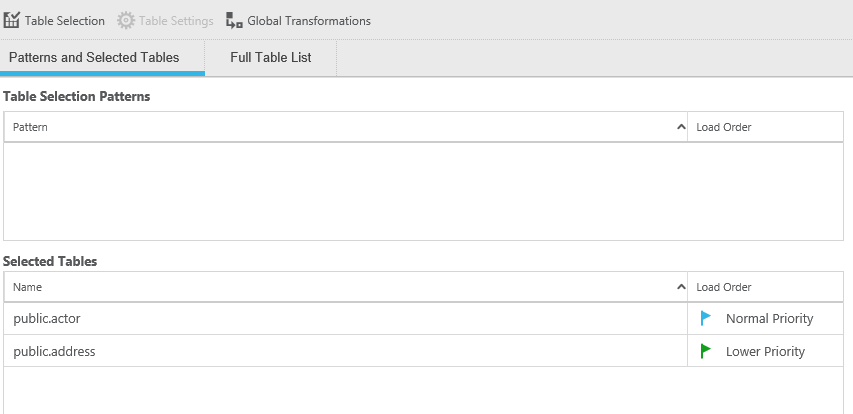 Table Selection Table Settings Global Transformations
Patterns and Selected Tables Full Table List
Table Selection Patterns
Pattern Load Order
Selected Tables
Name Load Order
public.actor Normal Priority
public.address Lower Priority